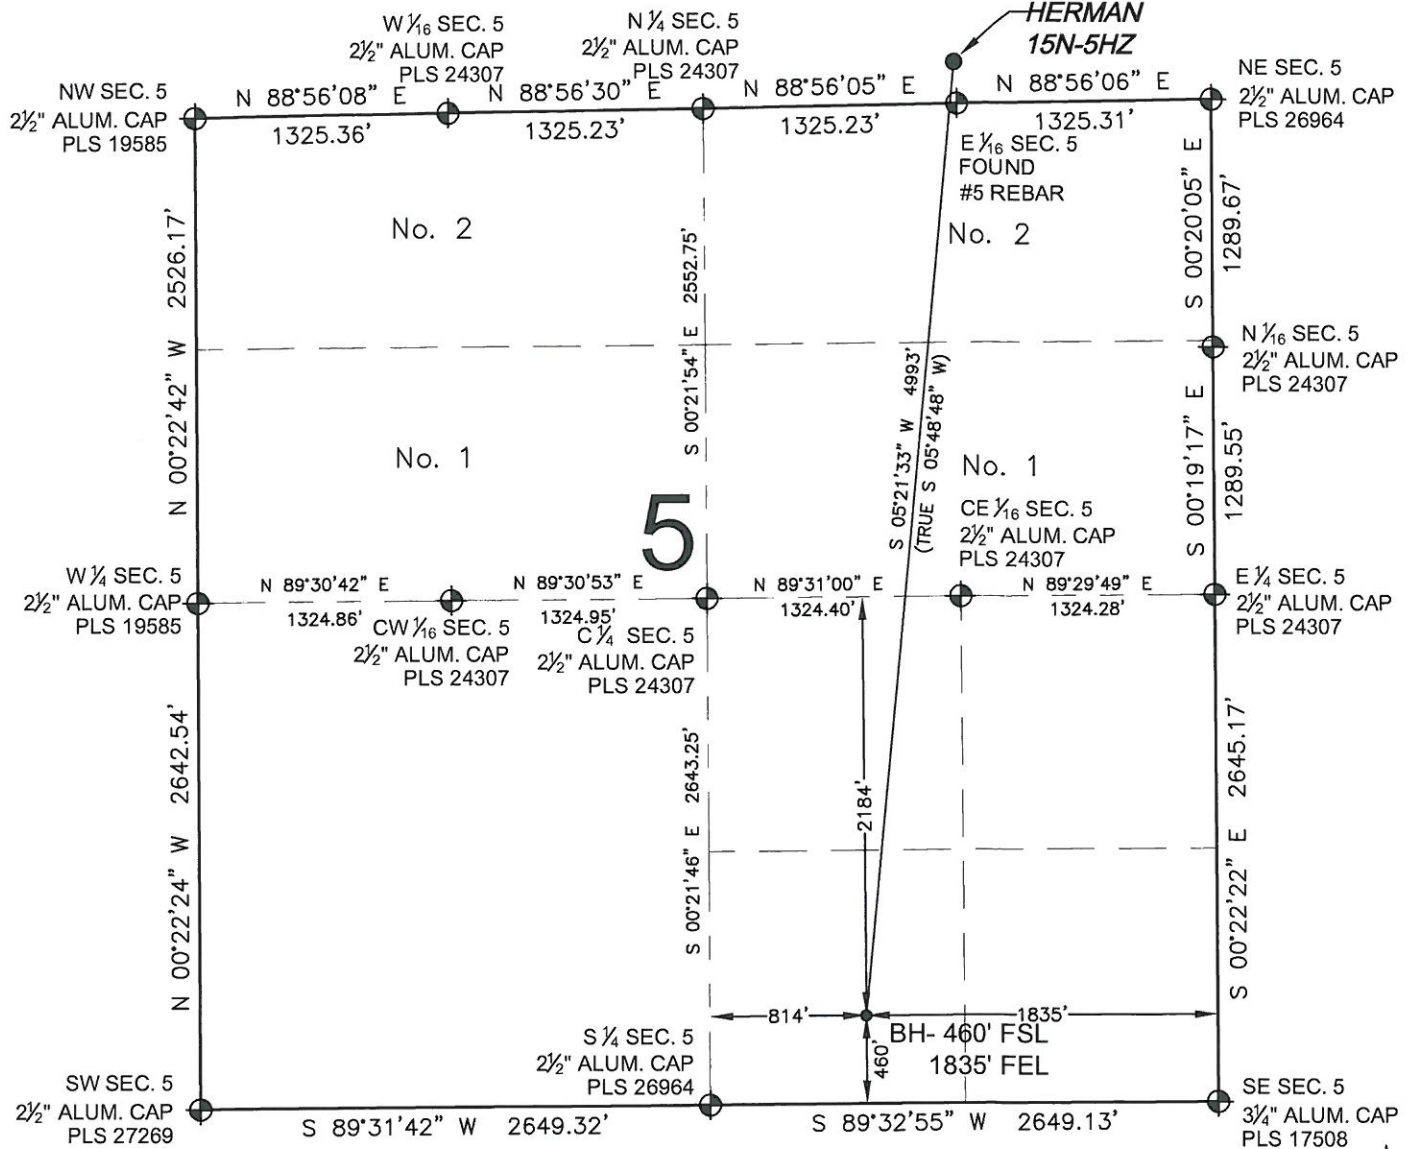 HERMAN
15N-5HZ
W 1/16 SEC. 5
2½" ALUM. CAP
PLS 24307
N ¼ SEC. 5
2½" ALUM. CAP
PLS 24307
NW SEC. 5
2½" ALUM. CAP
PLS 19585
N 88°56'08" E
1325.36'
N 88°56'30" E
1325.23'
N 88°56'05" E
1325.23'
N 88°56'06" E
1325.31'
NE SEC. 5
2½" ALUM. CAP
PLS 26964
E 1/16 SEC. 5
FOUND
#5 REBAR
No. 2
No. 2
N 00°22'42" W 2526.17'
S 00°21'54" E 2552.75'
S 00°20'05" E
1289.67'
N 1/16 SEC. 5
2½" ALUM. CAP
PLS 24307
S 05°21'33" W 4993'
(TRUE S 05°48'48" W)
No. 1
No. 1
S 00°19'17" E
1289.55'
5
CE 1/16 SEC. 5
2½" ALUM. CAP
PLS 24307
W ¼ SEC. 5
2½" ALUM. CAP
PLS 19585
N 89°30'42" E
1324.86'
N 89°30'53" E
1324.95'
N 89°31'00" E
1324.40'
N 89°29'49" E
1324.28'
E ¼ SEC. 5
2½" ALUM. CAP
PLS 24307
CW 1/16 SEC. 5
2½" ALUM. CAP
PLS 24307
C ¼ SEC. 5
2½" ALUM. CAP
PLS 24307
N 00°22'24" W 2642.54'
S 00°21'46" E 2643.25'
2184'
S 00°22'22" E 2645.17'
814'
1835'
460'
BH- 460' FSL
1835' FEL
S ¼ SEC. 5
2½" ALUM. CAP
PLS 26964
SW SEC. 5
2½" ALUM. CAP
PLS 27269
S 89°31'42" W 2649.32'
S 89°32'55" W 2649.13'
SE SEC. 5
3¼" ALUM. CAP
PLS 17508